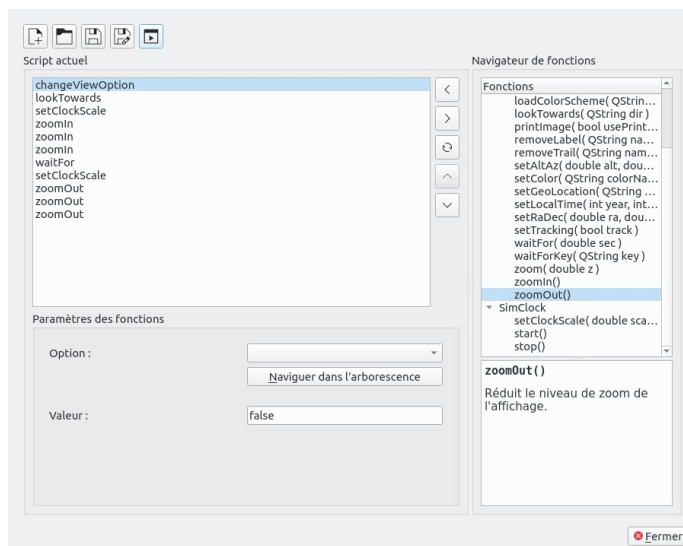 Script actuel
changeViewOption
lookTowards
setClockScale
zoomIn
zoomIn
zoomIn
waitFor
setClockScale
zoomOut
zoomOut
zoomOut
Paramètres des fonctions
Option :
Naviguer dans l'arborescence
Valeur :
false
Navigateur de fonctions
Fonctions
loadColorScheme( QStrin...
lookTowards( QString dir )
printImage( bool usePrint...
removeLabel( QString na...
removeTrail( QString nam...
setAltAz( double alt, dou...
setColor( QString colorNa...
setGeoLocation( QString ...
setLocalTime( int year, int...
setRaDec( double ra, dou...
setTracking( bool track )
waitFor( double sec )
waitForKey( QString key )
zoom( double z )
zoomIn()
zoomOut()
SimClock
setClockScale( double sca...
start()
stop()
zoomOut()
Réduit le niveau de zoom de
l'affichage.
Fermer